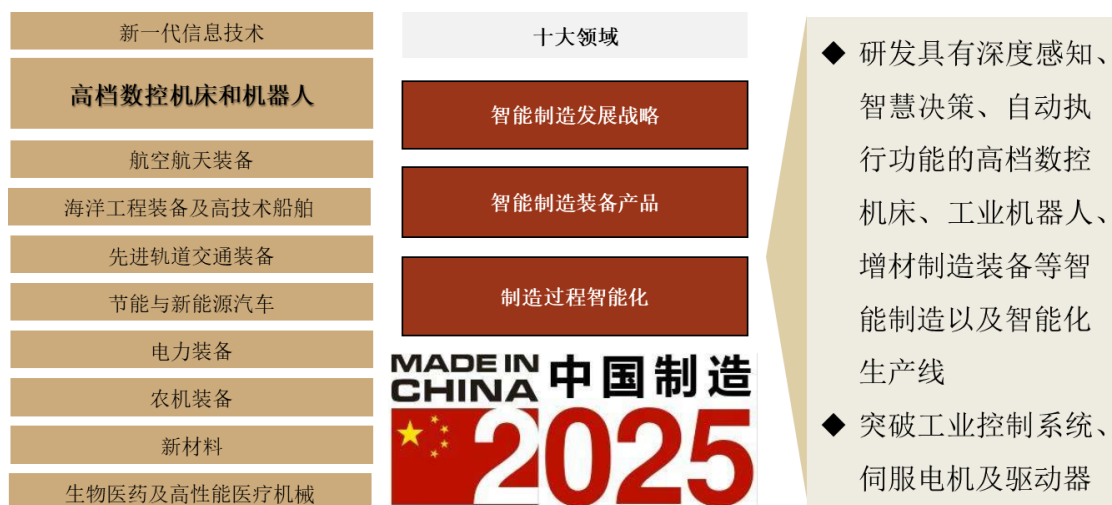 新一代信息技术
高档数控机床和机器人
航空航天装备
海洋工程装备及高技术船舶
先进轨道交通装备
节能与新能源汽车
电力装备
农机装备
新材料
生物医药及高性能医疗机械
十大领域
智能制造发展战略
智能制造装备产品
制造过程智能化
MADE IN
CHINA
中国制造
2025
◆ 研发具有深度感知、
智慧决策、自动执
行功能的高档数控
机床、工业机器人、
增材制造装备等智
能制造以及智能化
生产线
◆ 突破工业控制系统、
伺服电机及驱动器